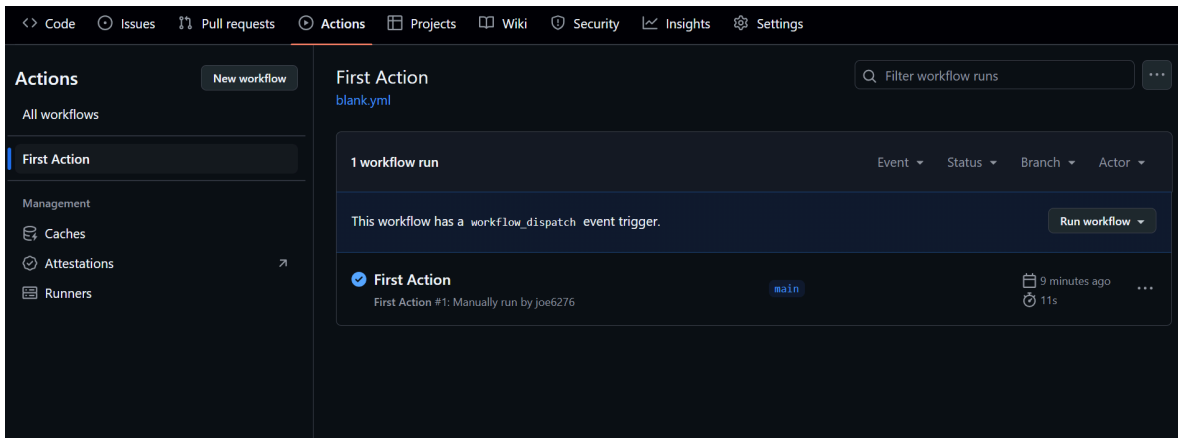 Code Issues Pull requests Actions Projects Wiki Security Insights Settings
Actions
New workflow
All workflows
First Action
Management
Caches
Attestations
Runners
First Action
blank.yml
Filter workflow runs
1 workflow run
Event Status Branch Actor
This workflow has a workflow_dispatch event trigger.
Run workflow
First Action
First Action #1: Manually run by joe6276
main
9 minutes ago
11s